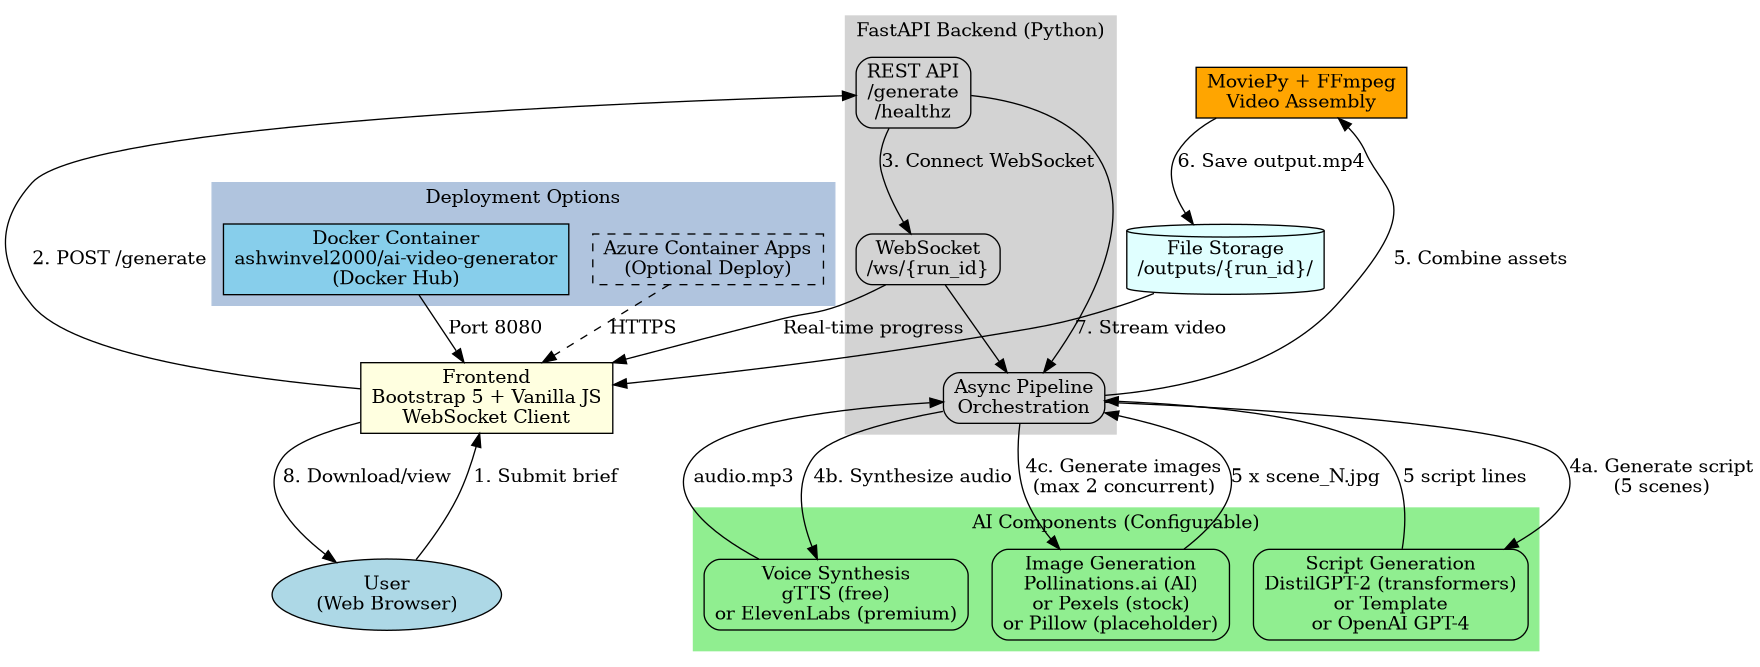 FastAPI Backend (Python)
REST API
/generate
/healthz
MoviePy + FFmpeg
Video Assembly
3. Connect WebSocket
6. Save output.mp4
Deployment Options
Docker Container
ashwinvel2000/ai-video-generator
(Docker Hub)
Azure Container Apps
(Optional Deploy)
WebSocket
/ws/{run_id}
File Storage
/outputs/{run_id}/
2. POST /generate
5. Combine assets
Port 8080
HTTPS
Real-time progress
7. Stream video
Frontend
Bootstrap 5 + Vanilla JS
WebSocket Client
Async Pipeline
Orchestration
8. Download/view
1. Submit brief
audio.mp3
4b. Synthesize audio
4c. Generate images
(max 2 concurrent)
5 x scene_N.jpg
5 script lines
4a. Generate script
(5 scenes)
AI Components (Configurable)
User
(Web Browser)
Voice Synthesis
gTTS (free)
or ElevenLabs (premium)
Image Generation
Pollinations.ai (AI)
or Pexels (stock)
or Pillow (placeholder)
Script Generation
DistilGPT-2 (transformers)
or Template
or OpenAI GPT-4